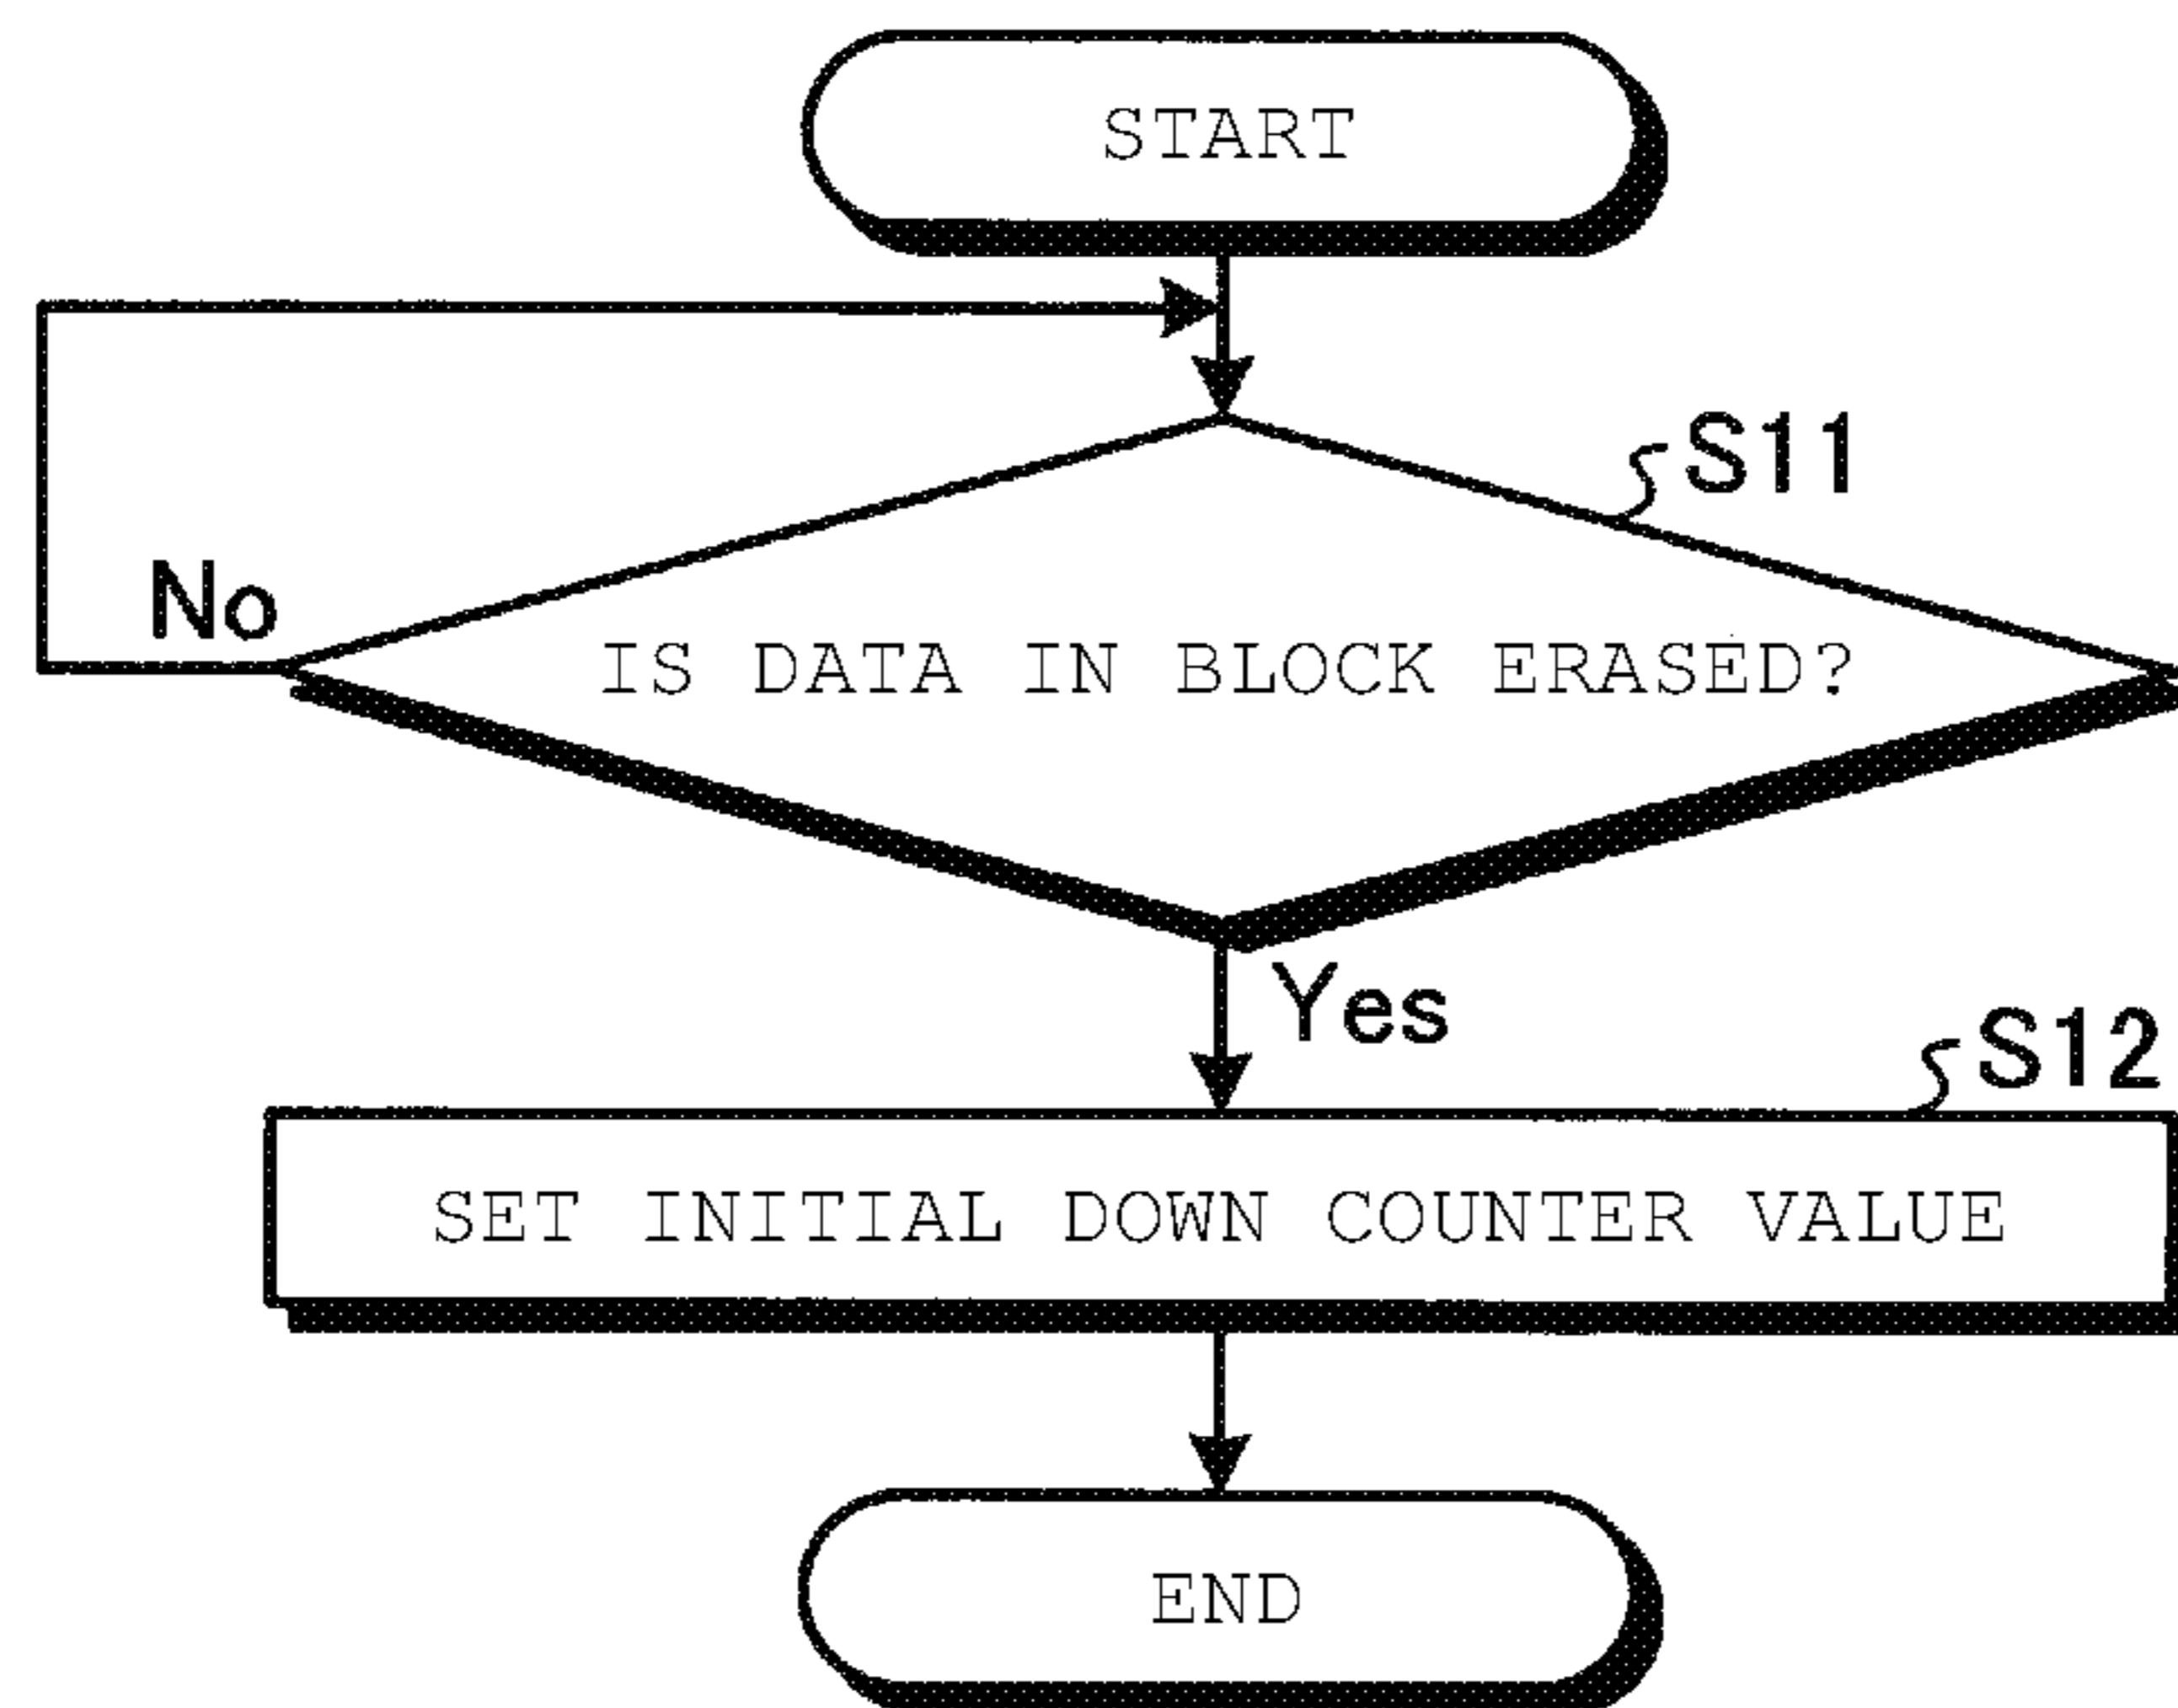 START
S11
No
IS DATA IN BLOCK ERASED?
Yes
S12
SET INITIAL DOWN COUNTER VALUE
END